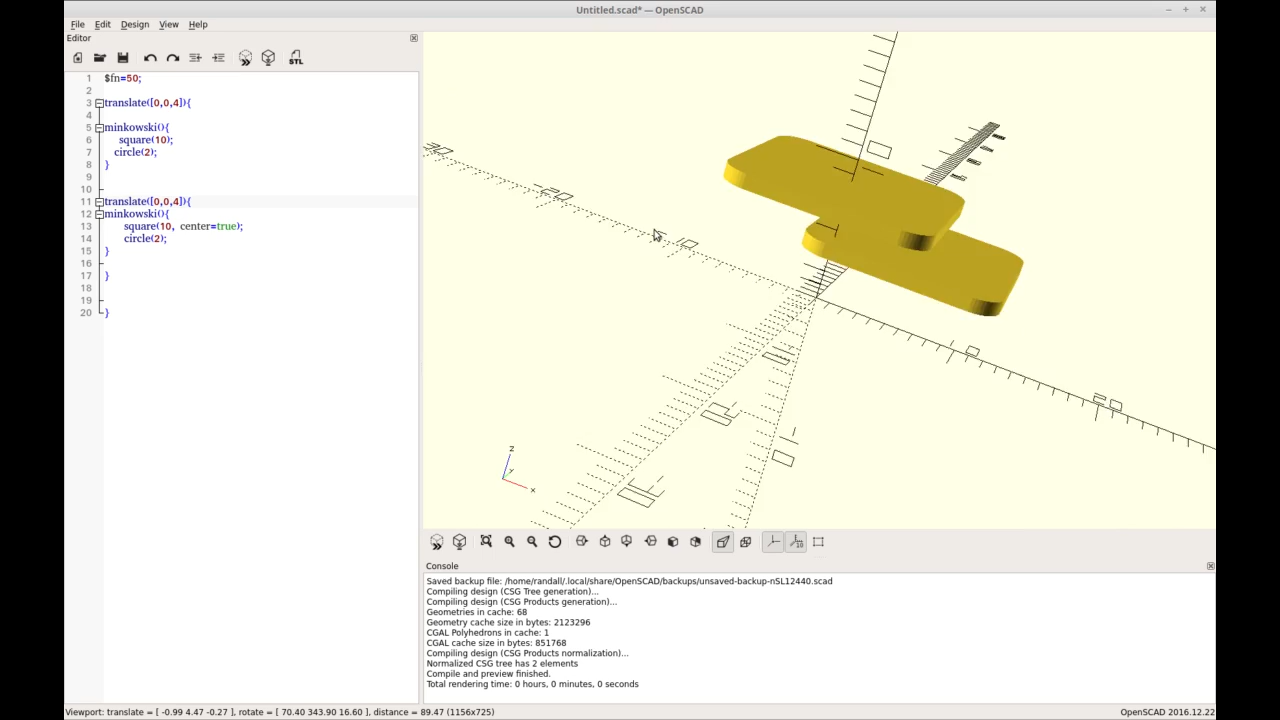 Untitled.scad* — OpenSCAD
File Edit Design View Help
Editor
STL
1 $fn=50;
2
3 translate([0,0,4]){
4
5 minkowski(){
6 square(10);
7 circle(2);
8 }
9
10
11 translate([0,0,4]){
12 minkowski(){
13 square(10, center=true);
14 circle(2);
15 }
16
17 }
18
19
20 }
z
y
x
10
Console
Saved backup file: /home/randall/.local/share/OpenSCAD/backups/unsaved-backup-nSL12440.scad
Compiling design (CSG Tree generation)...
Compiling design (CSG Products generation)...
Geometries in cache: 68
Geometry cache size in bytes: 2123296
CGAL Polyhedrons in cache: 1
CGAL cache size in bytes: 851768
Compiling design (CSG Products normalization)...
Normalized CSG tree has 2 elements
Compile and preview finished.
Total rendering time: 0 hours, 0 minutes, 0 seconds
Viewport: translate = [ -0.99 4.47 -0.27 ], rotate = [ 70.40 343.90 16.60 ], distance = 89.47 (1156x725)
OpenSCAD 2016.12.22